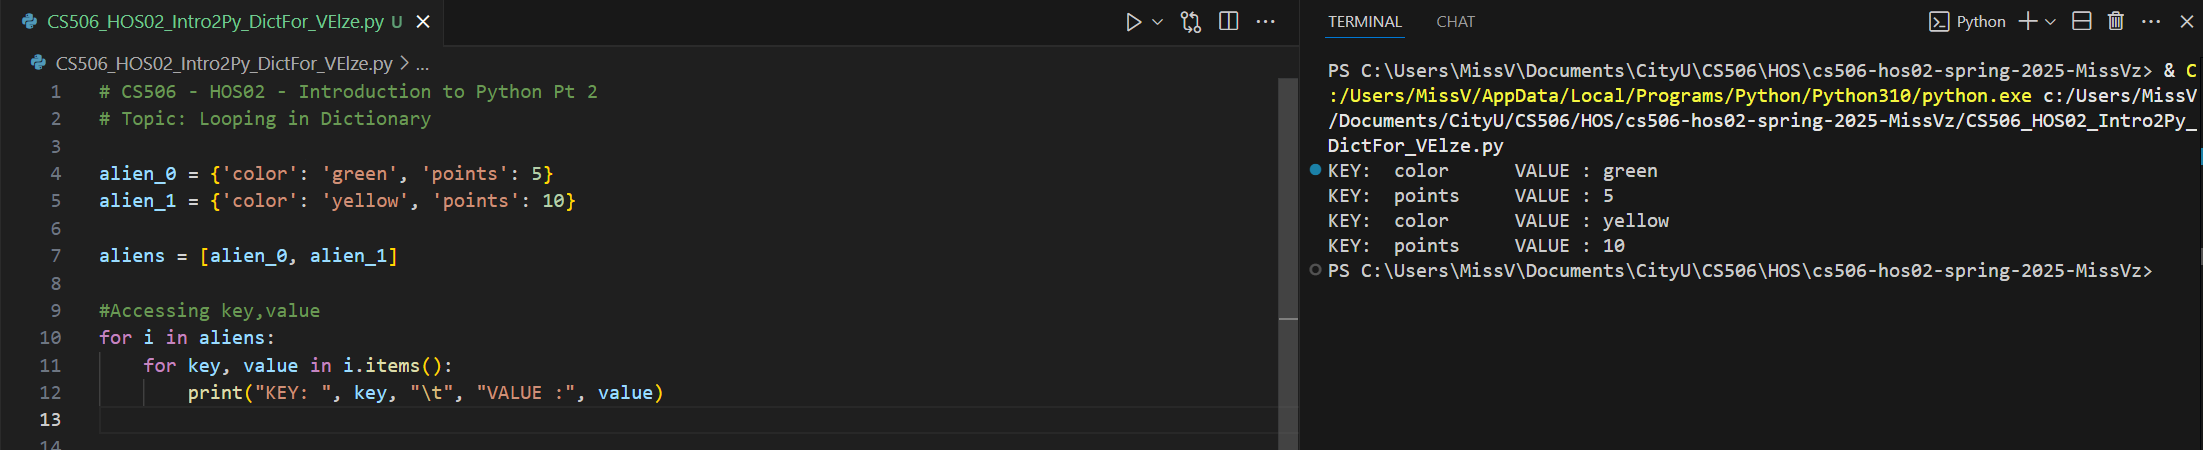 CS506_HOS02_Intro2Py_DictFor_VElze.py U
CS506_HOS02_Intro2Py_DictFor_VElze.py > ...
1 # CS506 - HOS02 - Introduction to Python Pt 2
2 # Topic: Looping in Dictionary
3
4 alien_0 = {'color': 'green', 'points': 5}
5 alien_1 = {'color': 'yellow', 'points': 10}
6
7 aliens = [alien_0, alien_1]
8
9 #Accessing key,value
10 for i in aliens:
11     for key, value in i.items():
12         print("KEY: ", key, "\t", "VALUE :", value)
13
14
TERMINAL CHAT Python
PS C:\Users\MissV\Documents\CityU\CS506\HOS\cs506-hos02-spring-2025-MissVz> & C
:/Users/MissV/AppData/Local/Programs/Python/Python310/python.exe c:/Users/MissV
/Documents/CityU/CS506/HOS/cs506-hos02-spring-2025-MissVz/CS506_HOS02_Intro2Py_
DictFor_VElze.py
KEY:  color      VALUE : green
KEY:  points     VALUE : 5
KEY:  color      VALUE : yellow
KEY:  points     VALUE : 10
PS C:\Users\MissV\Documents\CityU\CS506\HOS\cs506-hos02-spring-2025-MissVz>